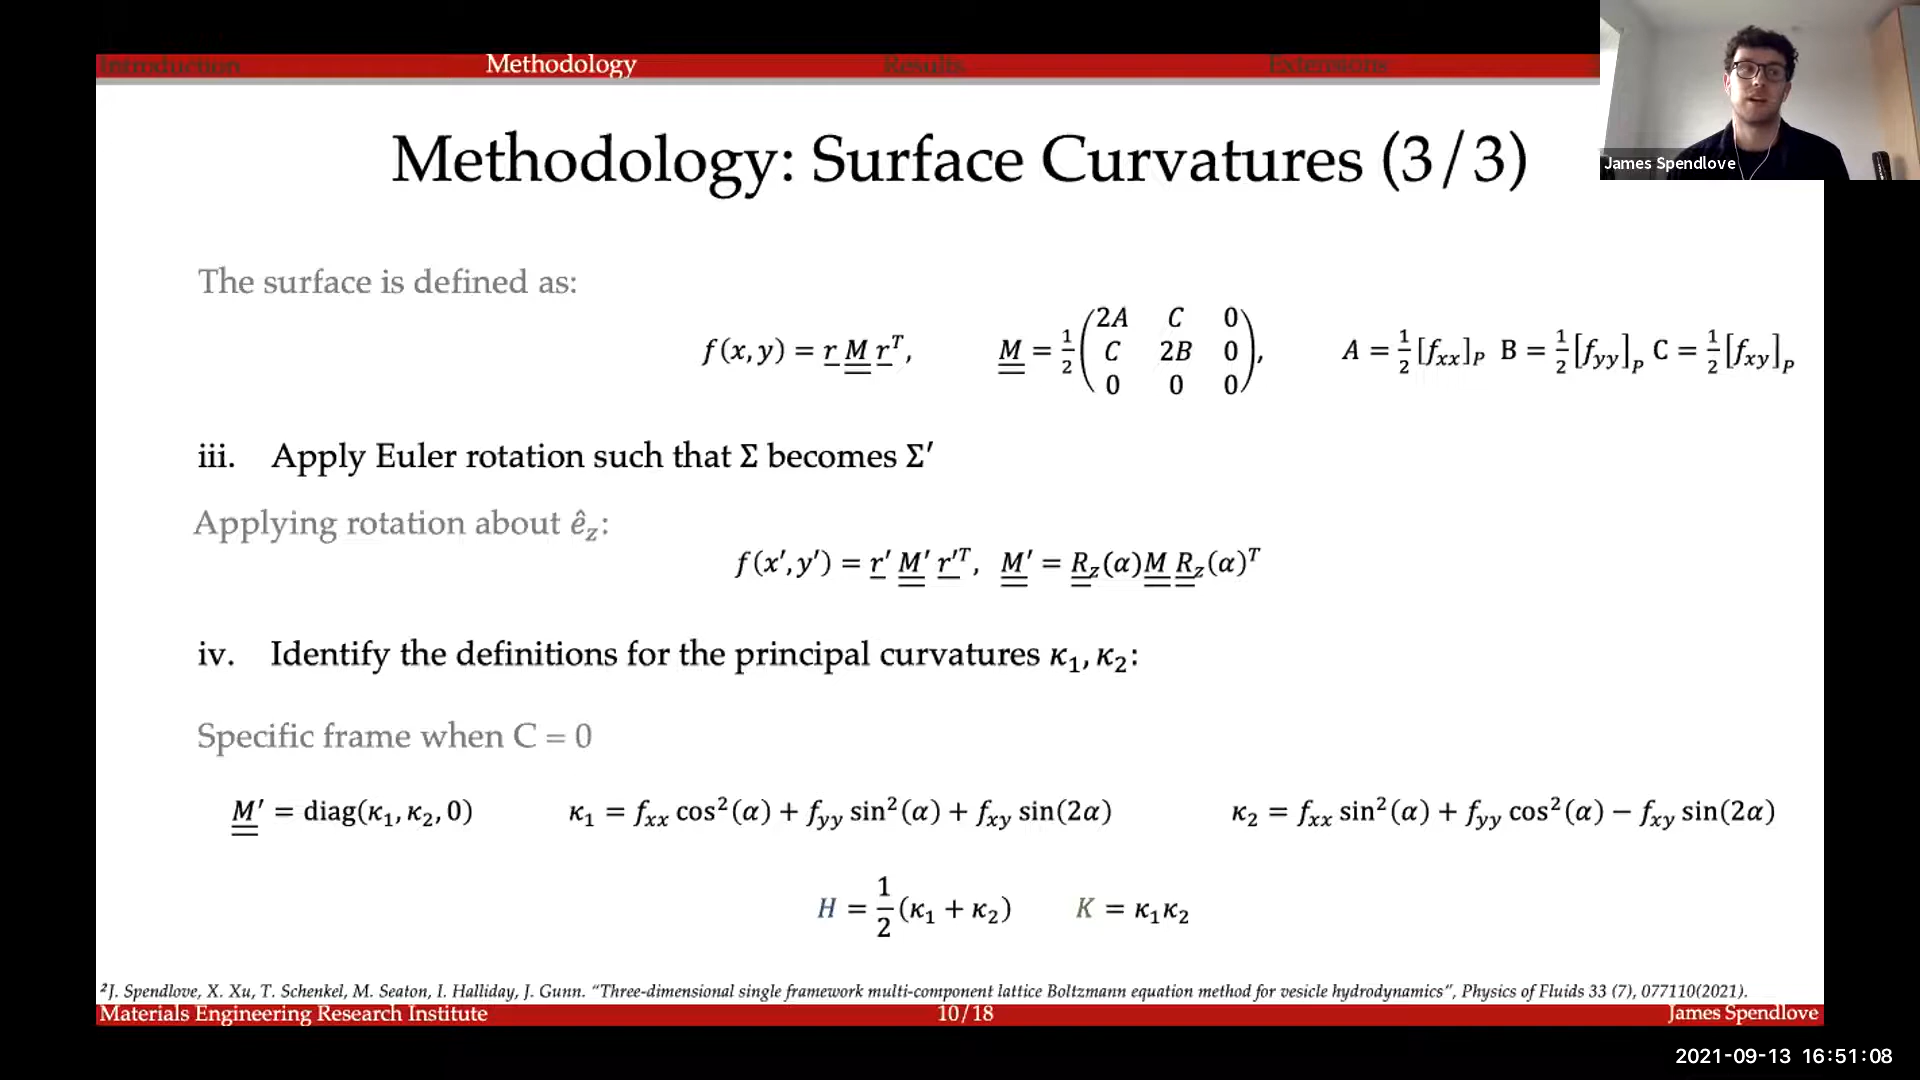 Introduction Methodology Results Extensions
James Spendlove
Methodology: Surface Curvatures (3/3)
The surface is defined as:
f(x, y) = r M rᵀ, M = 1/2 (2A C 0; C 2B 0; 0 0 0), A = 1/2 [fₓₓ]_P B = 1/2 [f_yy]_P C = 1/2 [f_xy]_P
iii. Apply Euler rotation such that Σ becomes Σ′
Applying rotation about ê_z:
f(x′, y′) = r′ M′ r′ᵀ, M′ = R_z(α) M R_z(α)ᵀ
iv. Identify the definitions for the principal curvatures κ₁, κ₂:
Specific frame when C = 0
M′ = diag(κ₁, κ₂, 0) κ₁ = f_xx cos²(α) + f_yy sin²(α) + f_xy sin(2α) κ₂ = f_xx sin²(α) + f_yy cos²(α) − f_xy sin(2α)
H = 1/2 (κ₁ + κ₂) K = κ₁κ₂
²J. Spendlove, X. Xu, T. Schenkel, M. Seaton, I. Halliday, J. Gunn. “Three-dimensional single framework multi-component lattice Boltzmann equation method for vesicle hydrodynamics”, Physics of Fluids 33 (7), 077110(2021).
Materials Engineering Research Institute 10/18 James Spendlove
2021-09-13 16:51:08